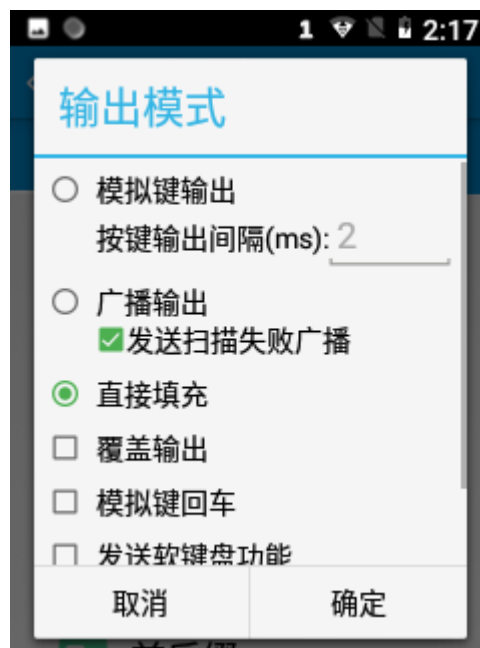 1 2:17
输出模式
模拟键输出
按键输出间隔(ms): 2
广播输出
发送扫描失败广播
直接填充
覆盖输出
模拟键回车
发送软键盘功能
取消 确定